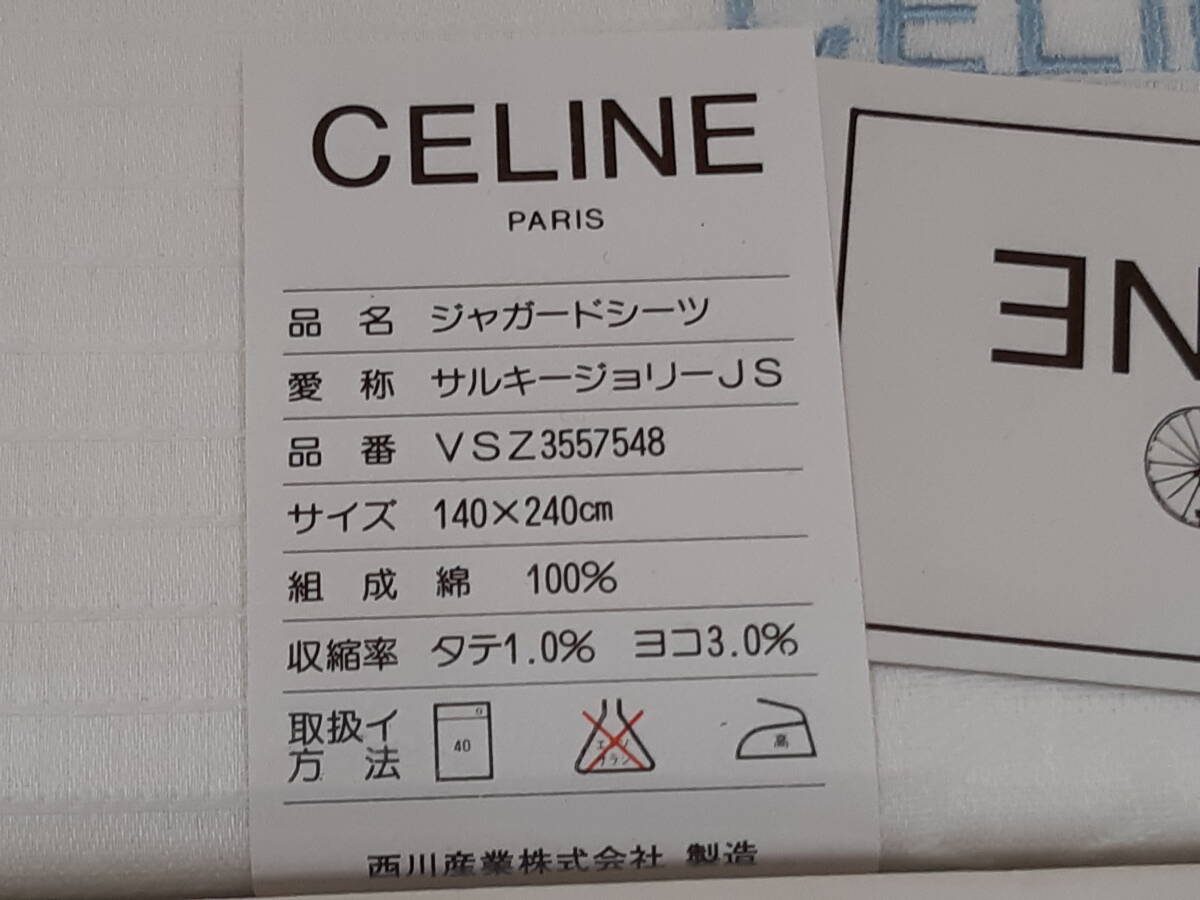 CELINE
PARIS
品名 ジャガードシーツ
愛称 サルキージョリーJS
品番 VSZ3557548
サイズ 140×240cm
組成 綿 100%
収縮率 タテ1.0% ヨコ3.0%
取扱イ方法
40
高
西川産業株式会社 製造